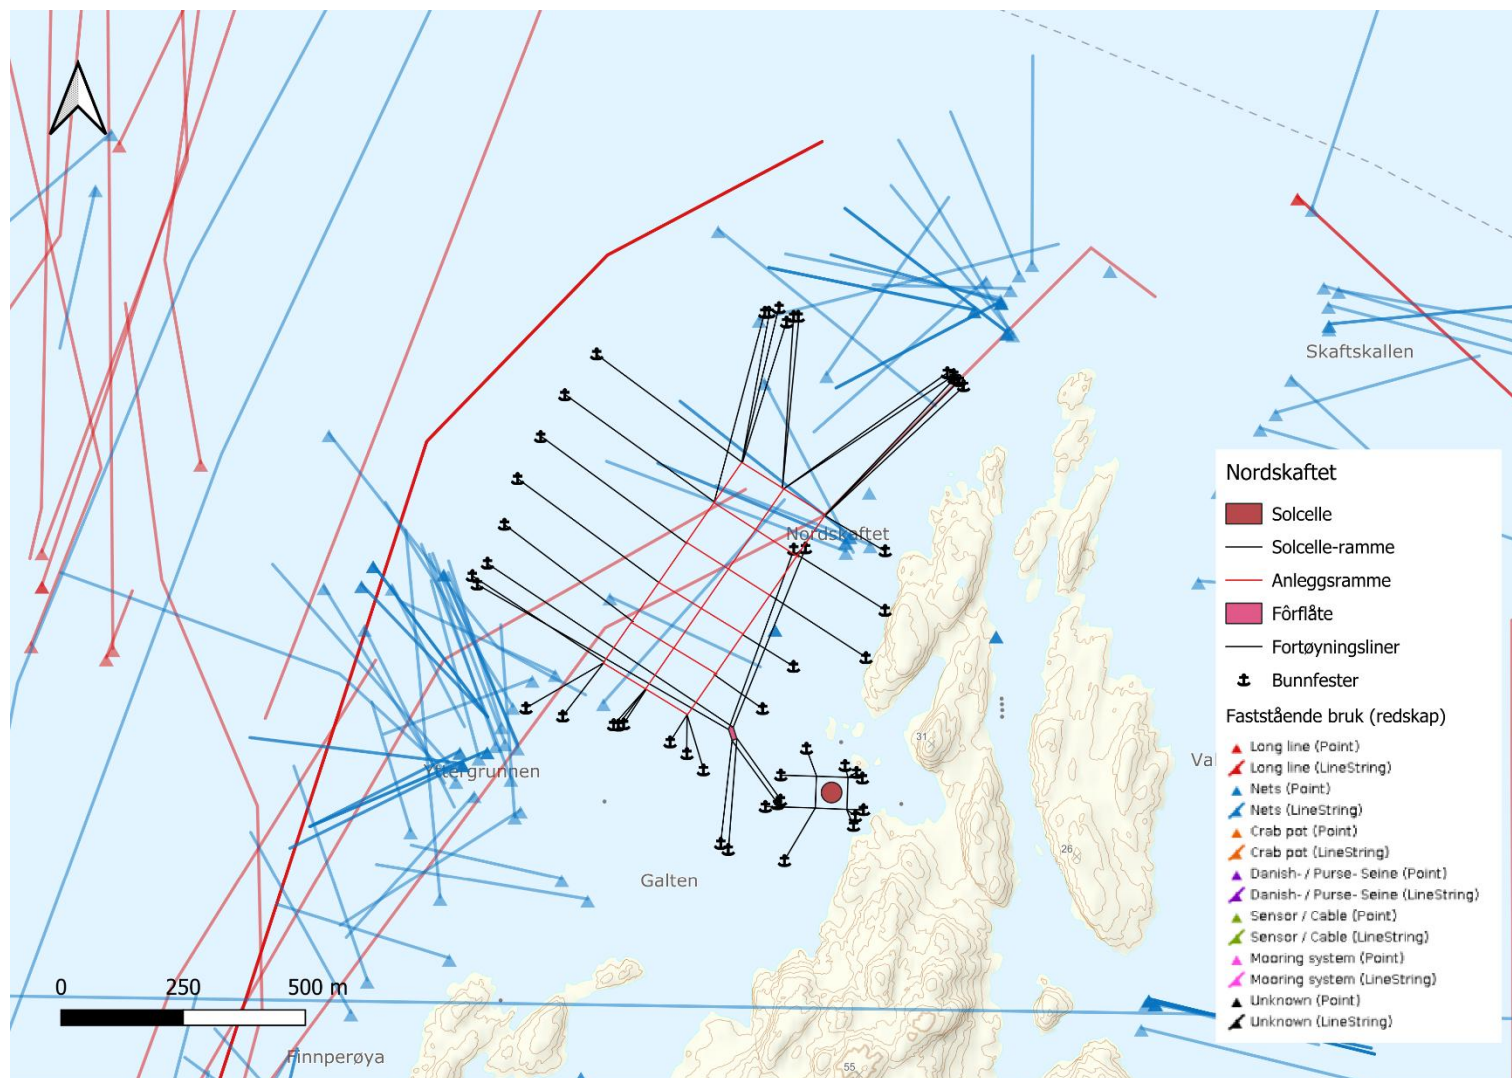 Skaftskallen
Nordskaftet
Solcelle
Solcelle-ramme
Nordskaftet
Anleggsramme
Fôrflåte
Fortøyningsliner
Bunnfester
Faststående bruk (redskap)
31
Yttergrunnen
Val
Long line (Point)
Long line (LineString)
Nets (Point)
Nets (LineString)
Crab pot (Point)
26
Crab pot (LineString)
Galten
Danish- / Purse- Seine (Point)
Danish- / Purse- Seine (LineString)
Sensor / Cable (Point)
Sensor / Cable (LineString)
Mooring system (Point)
Mooring system (LineString)
0 250 500 m
Unknown (Point)
Unknown (LineString)
Finnperøya
55